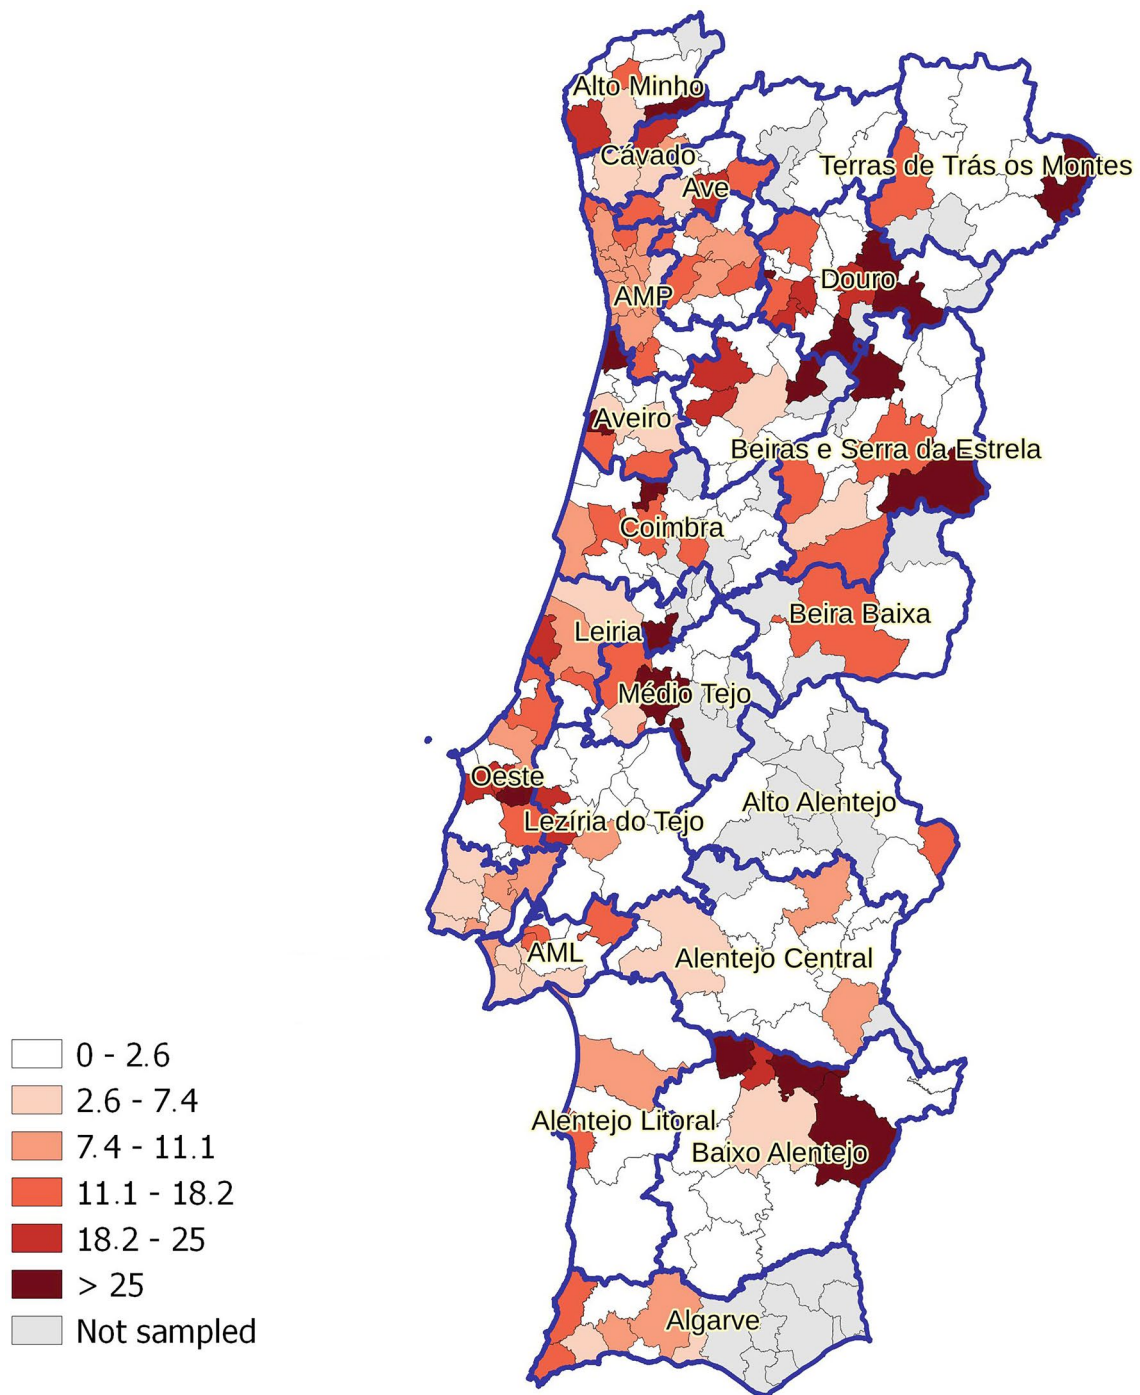 Alto Minho
Cávado
Ave
Terras de Trás os Montes
Douro
AMP
Aveiro
Beiras e Serra da Estrela
Coimbra
Beira Baixa
Leiria
Médio Tejo
Oeste
Alto Alentejo
Lezíria do Tejo
AML
Alentejo Central
Alentejo Litoral
Baixo Alentejo
Algarve
0 - 2.6
2.6 - 7.4
7.4 - 11.1
11.1 - 18.2
18.2 - 25
> 25
Not sampled